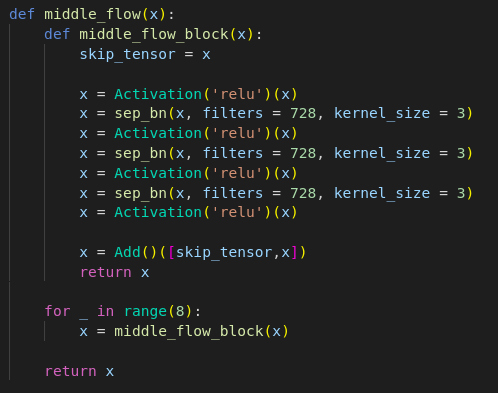 def middle_flow(x):
    def middle_flow_block(x):
        skip_tensor = x

        x = Activation('relu')(x)
        x = sep_bn(x, filters = 728, kernel_size = 3)
        x = Activation('relu')(x)
        x = sep_bn(x, filters = 728, kernel_size = 3)
        x = Activation('relu')(x)
        x = sep_bn(x, filters = 728, kernel_size = 3)
        x = Activation('relu')(x)

        x = Add()([skip_tensor,x])
        return x

    for _ in range(8):
        x = middle_flow_block(x)

    return x